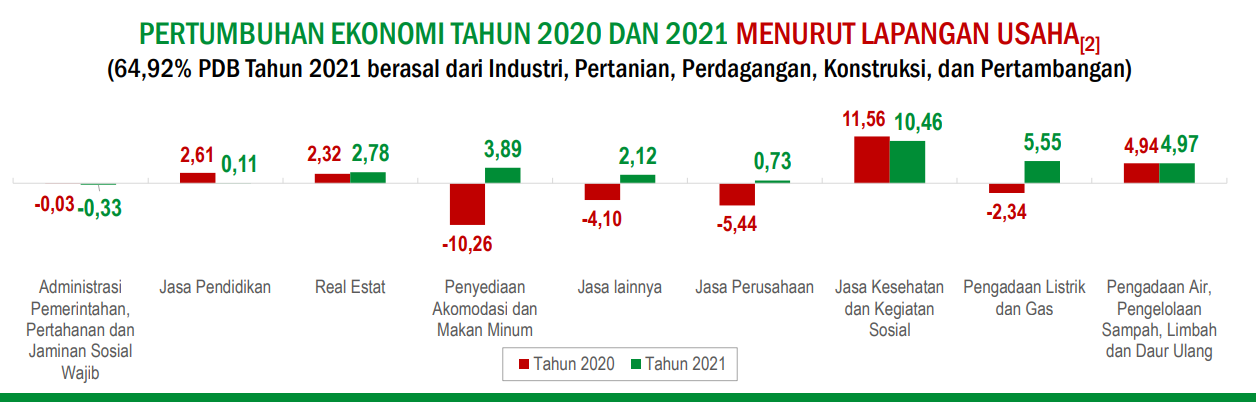 PERTUMBUHAN EKONOMI TAHUN 2020 DAN 2021 MENURUT LAPANGAN USAHA[2]
(64,92% PDB Tahun 2021 berasal dari Industri, Pertanian, Perdagangan, Konstruksi, dan Pertambangan)
-0,03
-0,33
2,61
0,11
2,32
2,78
-10,26
3,89
-4,10
2,12
-5,44
0,73
11,56
10,46
-2,34
5,55
4,94
4,97
Administrasi
Pemerintahan,
Pertahanan dan
Jaminan Sosial
Wajib
Jasa Pendidikan
Real Estat
Penyediaan
Akomodasi dan
Makan Minum
Jasa lainnya
Jasa Perusahaan
Jasa Kesehatan
dan Kegiatan
Sosial
Pengadaan Listrik
dan Gas
Pengadaan Air,
Pengelolaan
Sampah, Limbah
dan Daur Ulang
Tahun 2020
Tahun 2021